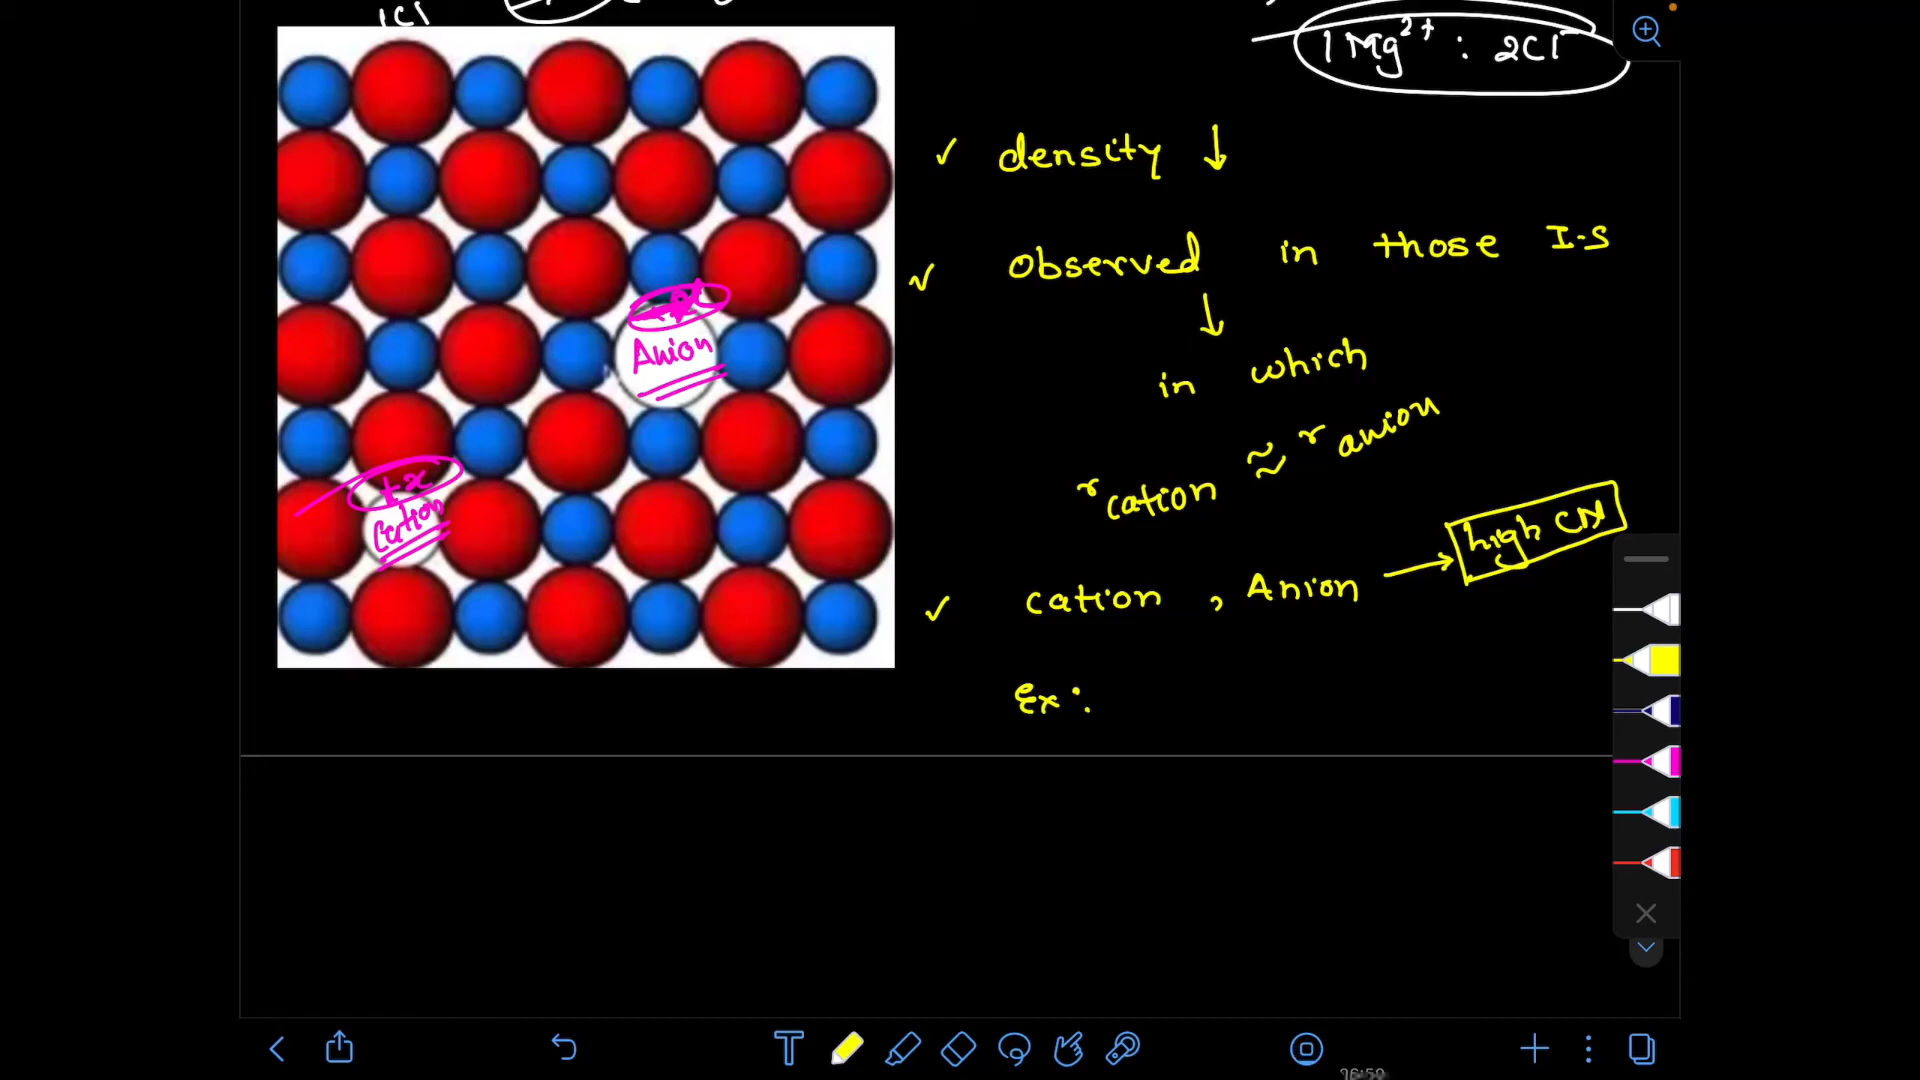 1 Mg²⁺ : 2Cl⁻
✓ density ↓
✓ Observed in those I-S
↓
in which
r cation ≈ r anion
✓ cation , Anion → high CN
Ex :
Anion
+x
Cation
T